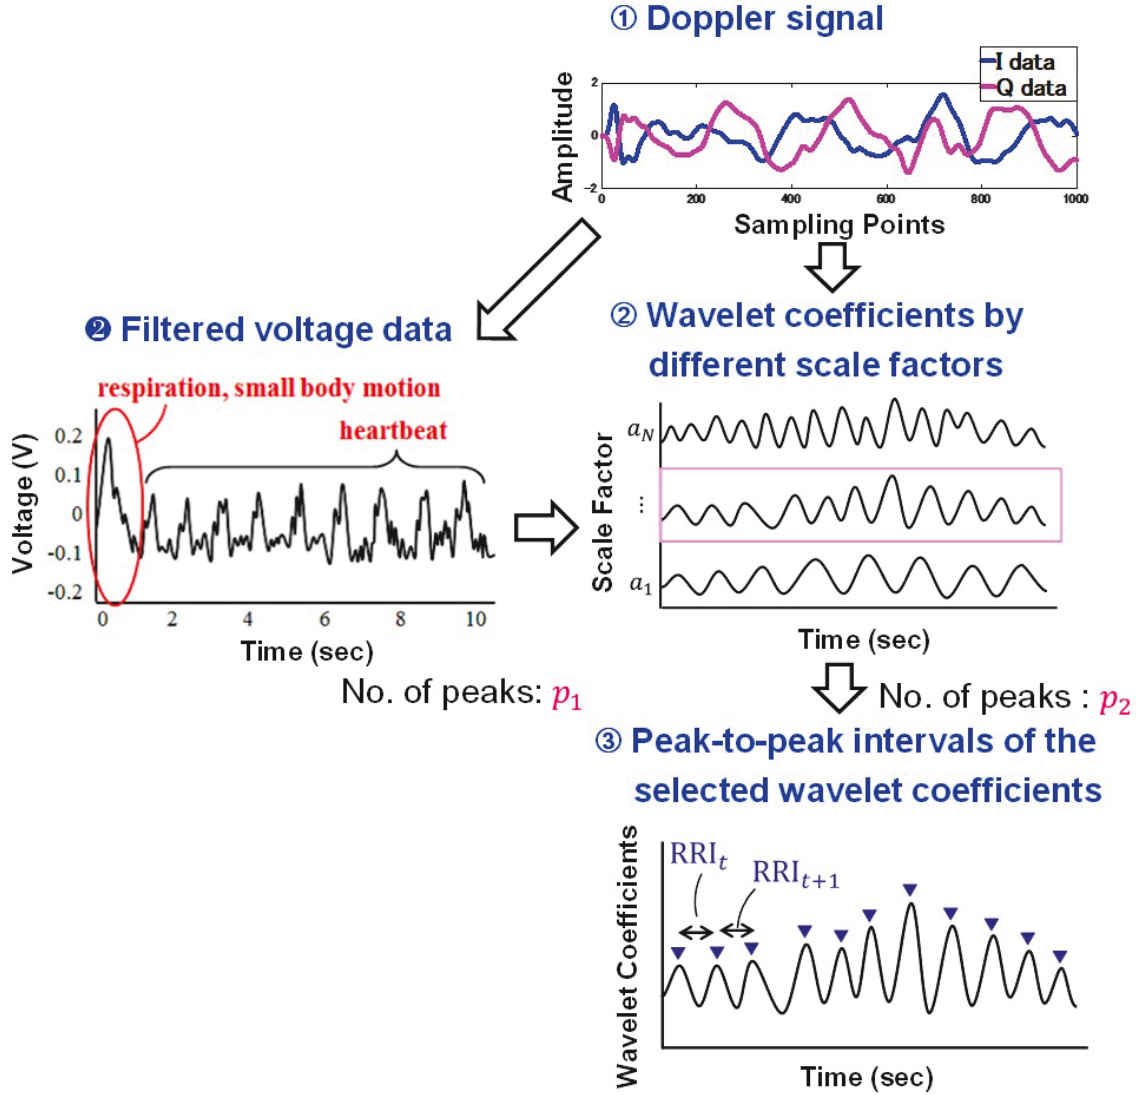 ① Doppler signal
I data
Q data
Amplitude
2
0
−2
0 200 400 600 800 1000
Sampling Points
❷ Filtered voltage data
respiration, small body motion
heartbeat
Voltage (V)
0.2
0.1
0
-0.1
-0.2
0 2 4 6 8 10
Time (sec)
No. of peaks: p₁
② Wavelet coefficients by
different scale factors
Scale Factor
a_N
⋮
a₁
Time (sec)
No. of peaks : p₂
③ Peak-to-peak intervals of the
selected wavelet coefficients
Wavelet Coefficients
RRI_t
RRI_{t+1}
Time (sec)